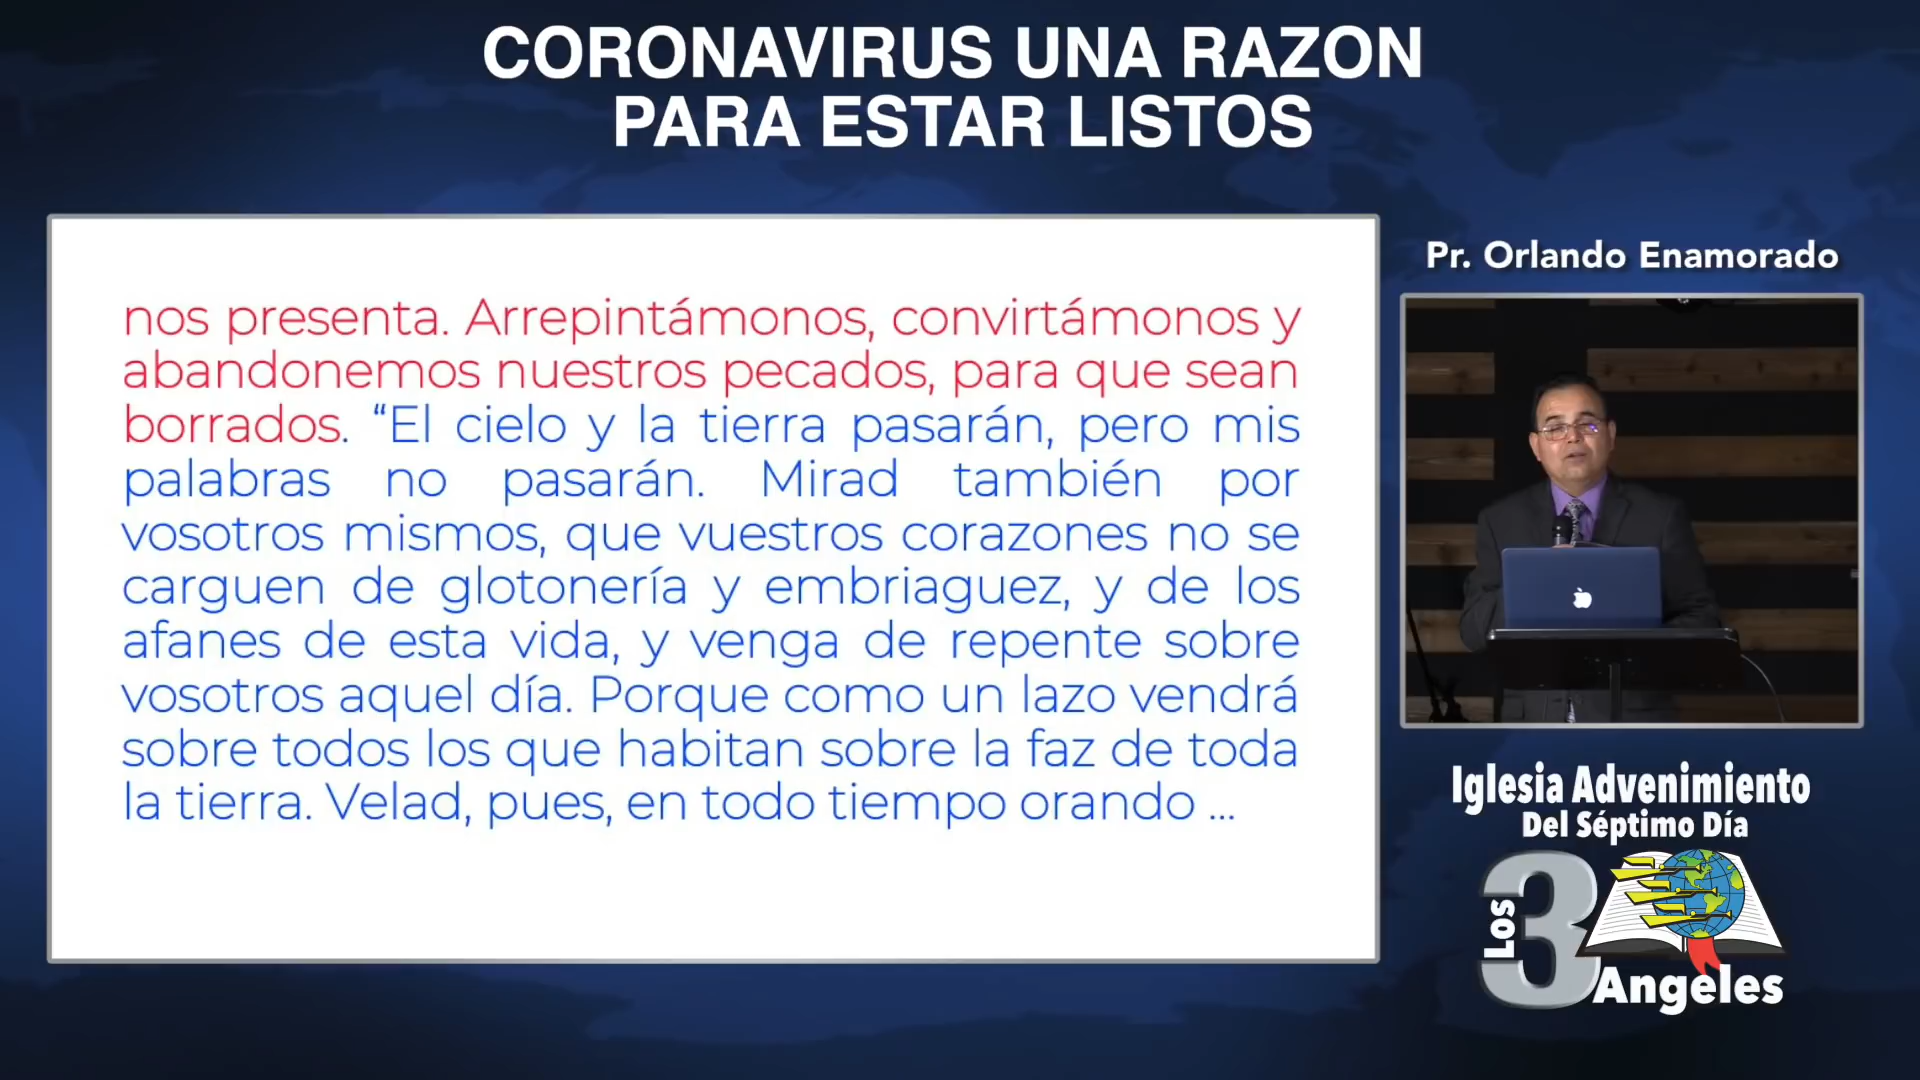 CORONAVIRUS UNA RAZON
PARA ESTAR LISTOS
nos presenta. Arrepintámonos, convirtámonos y
abandonemos nuestros pecados, para que sean
borrados. “El cielo y la tierra pasarán, pero mis
palabras no pasarán. Mirad también por
vosotros mismos, que vuestros corazones no se
carguen de glotonería y embriaguez, y de los
afanes de esta vida, y venga de repente sobre
vosotros aquel día. Porque como un lazo vendrá
sobre todos los que habitan sobre la faz de toda
la tierra. Velad, pues, en todo tiempo orando ...
Pr. Orlando Enamorado
Iglesia Advenimiento
Del Séptimo Día
Los 3
Angeles